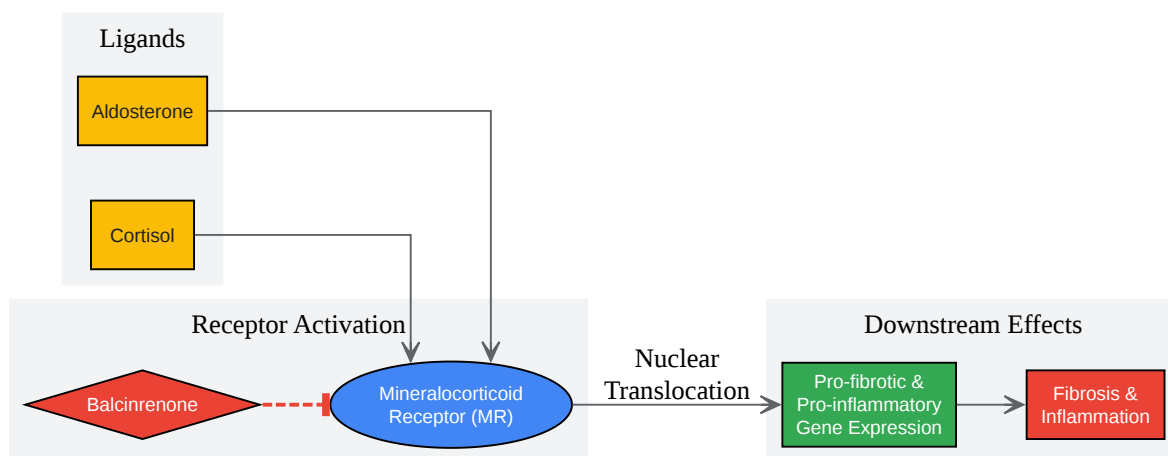 Ligands
Aldosterone
Cortisol
Receptor Activation
Balcinrenone
Mineralocorticoid
Receptor (MR)
Nuclear
Translocation
Downstream Effects
Pro-fibrotic &
Pro-inflammatory
Gene Expression
Fibrosis &
Inflammation